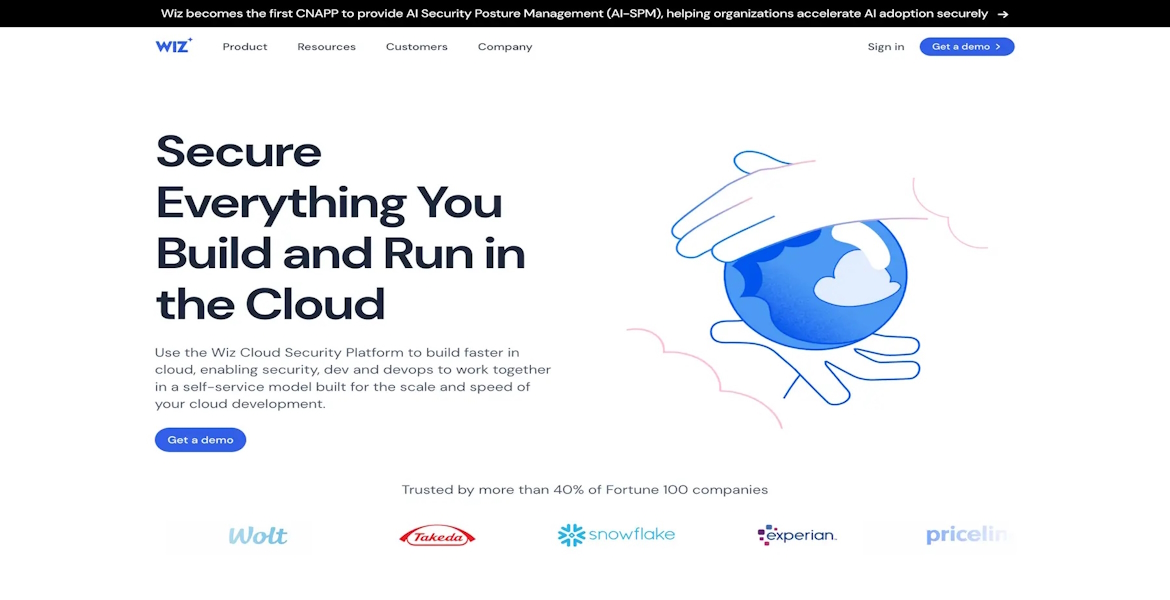 Wiz becomes the first CNAPP to provide AI Security Posture Management (AI-SPM), helping organizations accelerate AI adoption securely →
WIZ Product Resources Customers Company Sign in Get a demo >
Secure
Everything You
Build and Run in
the Cloud
Use the Wiz Cloud Security Platform to build faster in
cloud, enabling security, dev and devops to work together
in a self-service model built for the scale and speed of
your cloud development.
Get a demo
Trusted by more than 40% of Fortune 100 companies
Wolt Takeda snowflake experian. pricelin